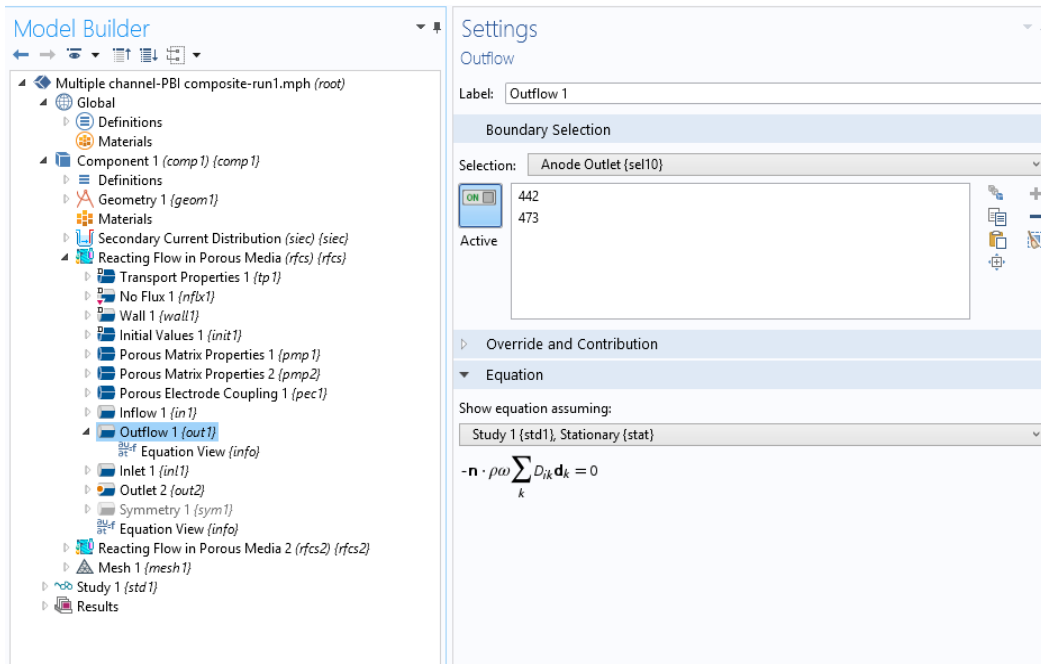 Model Builder
Multiple channel-PBI composite-run1.mph (root)
Global
Definitions
Materials
Component 1 (comp1) {comp1}
Definitions
Geometry 1 {geom1}
Materials
Secondary Current Distribution (siec) {siec}
Reacting Flow in Porous Media (rfcs) {rfcs}
Transport Properties 1 {tp1}
No Flux 1 {nflx1}
Wall 1 {wall1}
Initial Values 1 {init1}
Porous Matrix Properties 1 {pmp1}
Porous Matrix Properties 2 {pmp2}
Porous Electrode Coupling 1 {pec1}
Inflow 1 {in1}
Outflow 1 {out1}
Equation View {info}
Inlet 1 {inl1}
Outlet 2 {out2}
Symmetry 1 {sym1}
Equation View {info}
Reacting Flow in Porous Media 2 (rfcs2) {rfcs2}
Mesh 1 {mesh1}
Study 1 {std1}
Results
Settings
Outflow
Label: Outflow 1
Boundary Selection
Selection: Anode Outlet {sel10}
ON
Active
442
473
Override and Contribution
Equation
Show equation assuming:
Study 1 {std1}, Stationary {stat}
-n · ρω∑ₖ Dᵢₖdₖ = 0